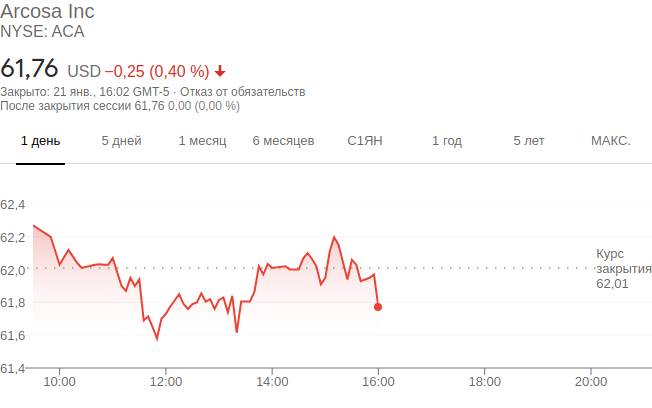 Arcosa Inc
NYSE: ACA
61,76 USD −0,25 (0,40 %)
Закрыто: 21 янв., 16:02 GMT-5 · Отказ от обязательств
После закрытия сессии 61,76 0,00 (0,00 %)
1 день 5 дней 1 месяц 6 месяцев С1ЯН 1 год 5 лет МАКС.
62,4
62,2
62,0
61,8
61,6
61,4
Курс
закрытия
62,01
10:00 12:00 14:00 16:00 18:00 20:00